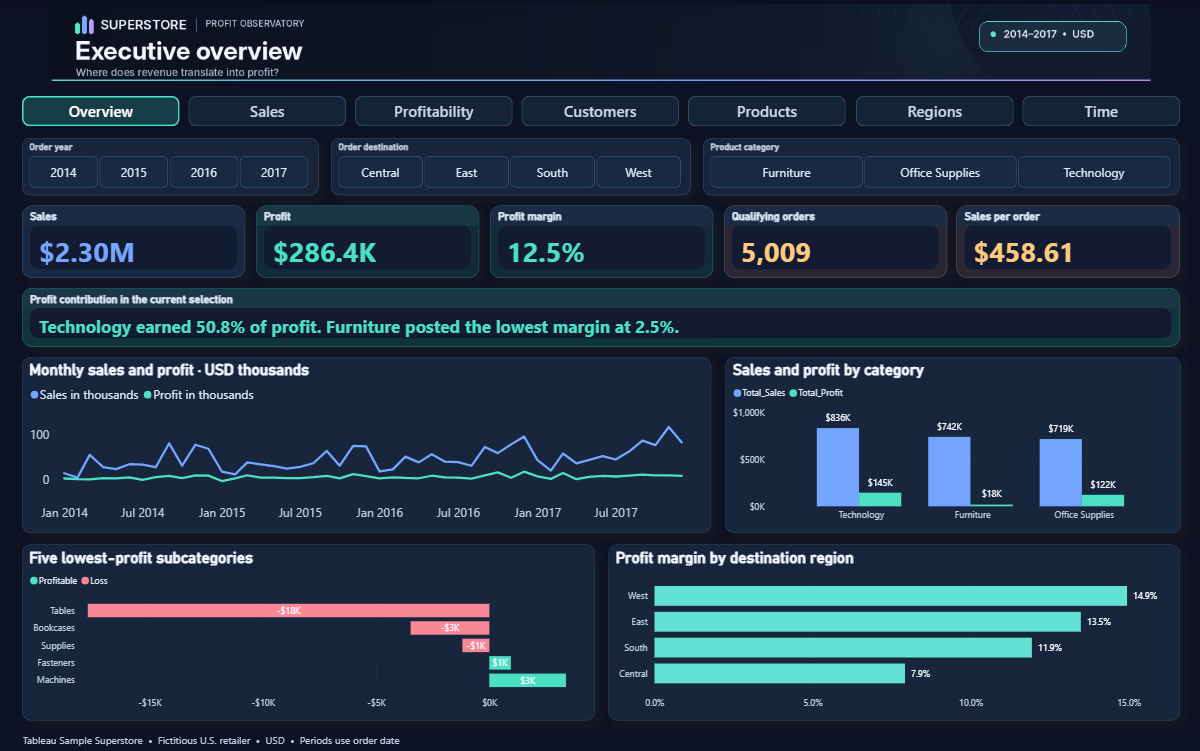 SUPERSTORE | PROFIT OBSERVATORY
Executive overview
Where does revenue translate into profit?
2014–2017 • USD
Overview Sales Profitability Customers Products Regions Time
Order year
2014 2015 2016 2017
Order destination
Central East South West
Product category
Furniture Office Supplies Technology
Sales
$2.30M
Profit
$286.4K
Profit margin
12.5%
Qualifying orders
5,009
Sales per order
$458.61
Profit contribution in the current selection
Technology earned 50.8% of profit. Furniture posted the lowest margin at 2.5%.
Monthly sales and profit · USD thousands
Sales in thousands Profit in thousands
100
0
Jan 2014 Jul 2014 Jan 2015 Jul 2015 Jan 2016 Jul 2016 Jan 2017 Jul 2017
Sales and profit by category
Total_Sales Total_Profit
$1,000K
$500K
$0K
$836K $145K
$742K $18K
$719K $122K
Technology Furniture Office Supplies
Five lowest-profit subcategories
Profitable Loss
Tables -$18K
Bookcases -$3K
Supplies -$1K
Fasteners $1K
Machines $3K
-$15K -$10K -$5K $0K
Profit margin by destination region
West 14.9%
East 13.5%
South 11.9%
Central 7.9%
0.0% 5.0% 10.0% 15.0%
Tableau Sample Superstore • Fictitious U.S. retailer • USD • Periods use order date